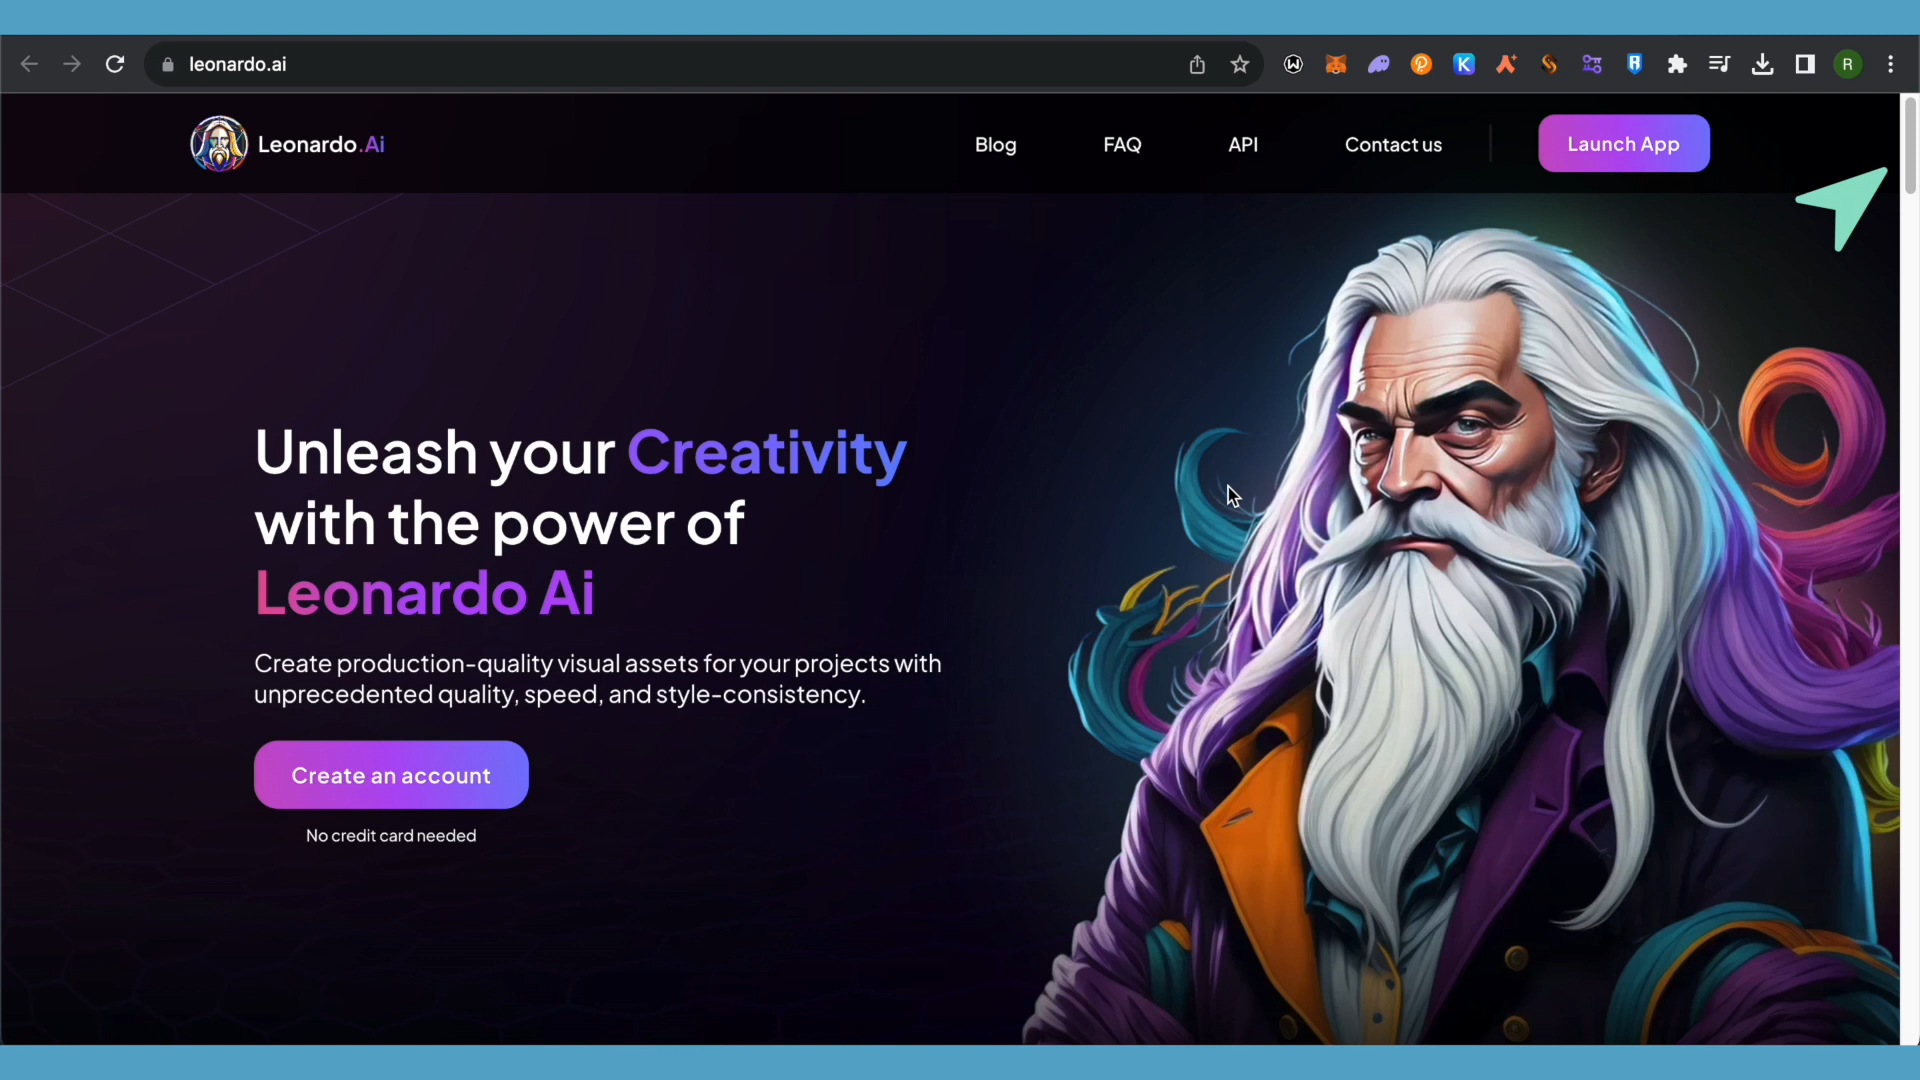 leonardo.ai
R
Leonardo.Ai
Blog
FAQ
API
Contact us
Launch App
Unleash your Creativity
with the power of
Leonardo Ai
Create production-quality visual assets for your projects with
unprecedented quality, speed, and style-consistency.
Create an account
No credit card needed